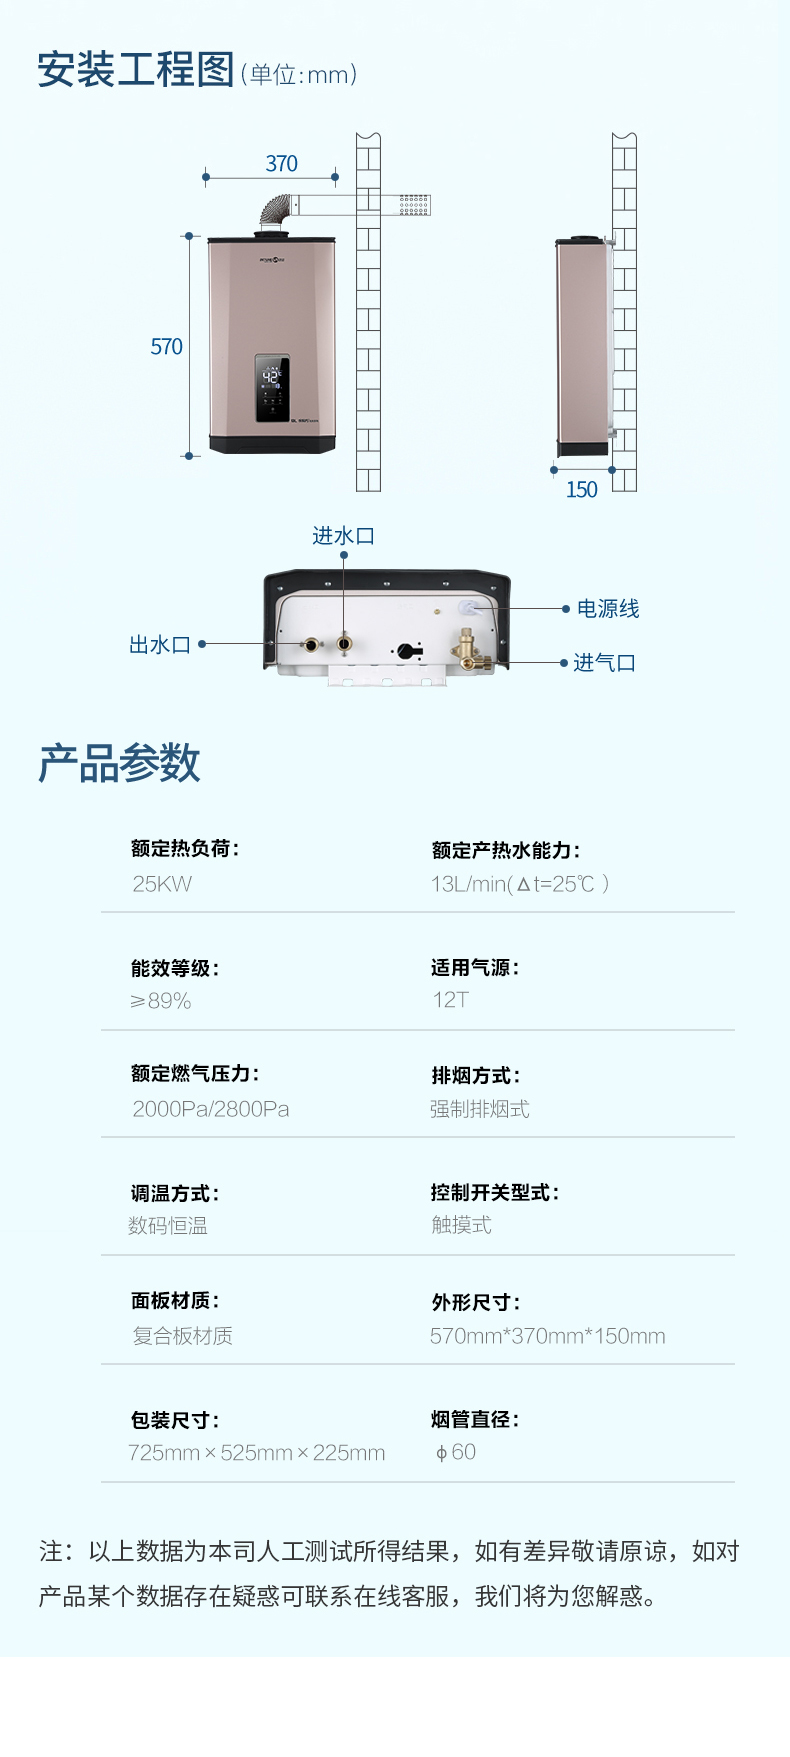 安装工程图(单位:mm)
370
570
42
150
进水口
出水口
电源线
进气口
产品参数
额定热负荷：
25KW
额定产热水能力：
13L/min(Δt=25℃ )
能效等级：
≥89%
适用气源：
12T
额定燃气压力：
2000Pa/2800Pa
排烟方式：
强制排烟式
调温方式：
数码恒温
控制开关型式：
触摸式
面板材质：
复合板材质
外形尺寸：
570mm*370mm*150mm
包装尺寸：
725mm×525mm×225mm
烟管直径：
ϕ60
注：以上数据为本司人工测试所得结果，如有差异敬请原谅，如对
产品某个数据存在疑惑可联系在线客服，我们将为您解惑。